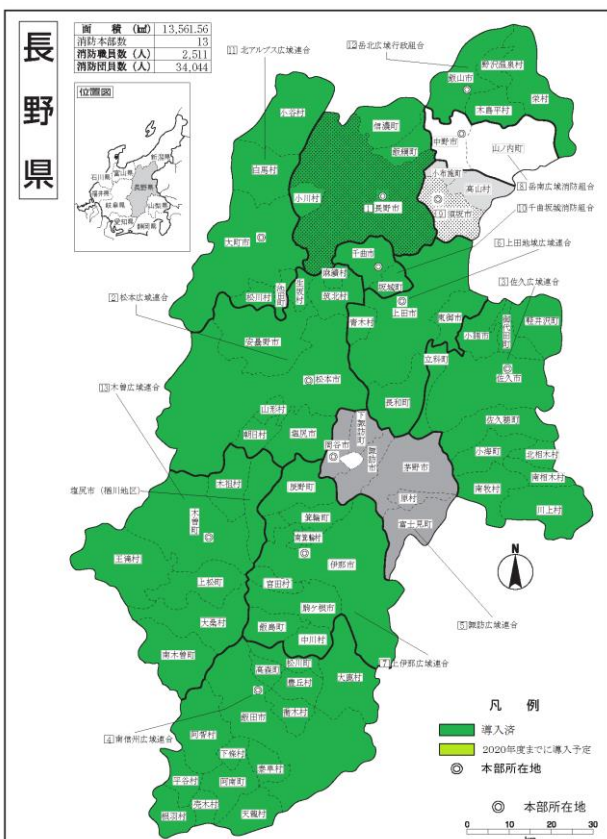 長野県
面積（㎢） 13,561.56
消防本部数 13
消防職員数（人） 2,511
消防団員数（人） 34,044
位置図
新潟県
富山県
石川県
長野県
福井県
岐阜県
山梨県
愛知県
静岡県
11 北アルプス広域連合
12 岳北広域行政組合
野沢温泉村
飯山市
栄村
木島平村
小谷村
信濃町
飯綱町
中野市
山ノ内町
白馬村
小川村
小布施町
高山村
8 岳南広域消防組合
1 長野市
9 須坂市
10 千曲坂城消防組合
大町市
千曲市
6 上田地域広域連合
坂城町
麻績村
生坂村
池田町
松川村
筑北村
3 佐久広域連合
2 松本広域連合
青木村
上田市
東御市
小諸市
御代田町
軽井沢町
安曇野市
立科町
佐久市
松本市
13 木曽広域連合
長和町
山形村
佐久穂町
朝日村
塩尻市
下諏訪町
岡谷市
諏訪市
茅野市
小海町
北相木村
南相木村
南牧村
川上村
原村
富士見町
塩尻市（楢川地区）
木祖村
辰野町
木曽町
箕輪町
南箕輪村
王滝村
伊那市
上松町
宮田村
駒ケ根市
大桑村
飯島町
中川村
5 諏訪広域連合
南木曽町
7 上伊那広域連合
松川町
高森町
豊丘村
大鹿村
喬木村
飯田市
4 南信州広域連合
阿智村
下條村
泰阜村
平谷村
阿南町
売木村
根羽村
天龍村
N
凡例
導入済
2020年度までに導入予定
◎ 本部所在地
◎ 本部所在地
0 10 20 30
km